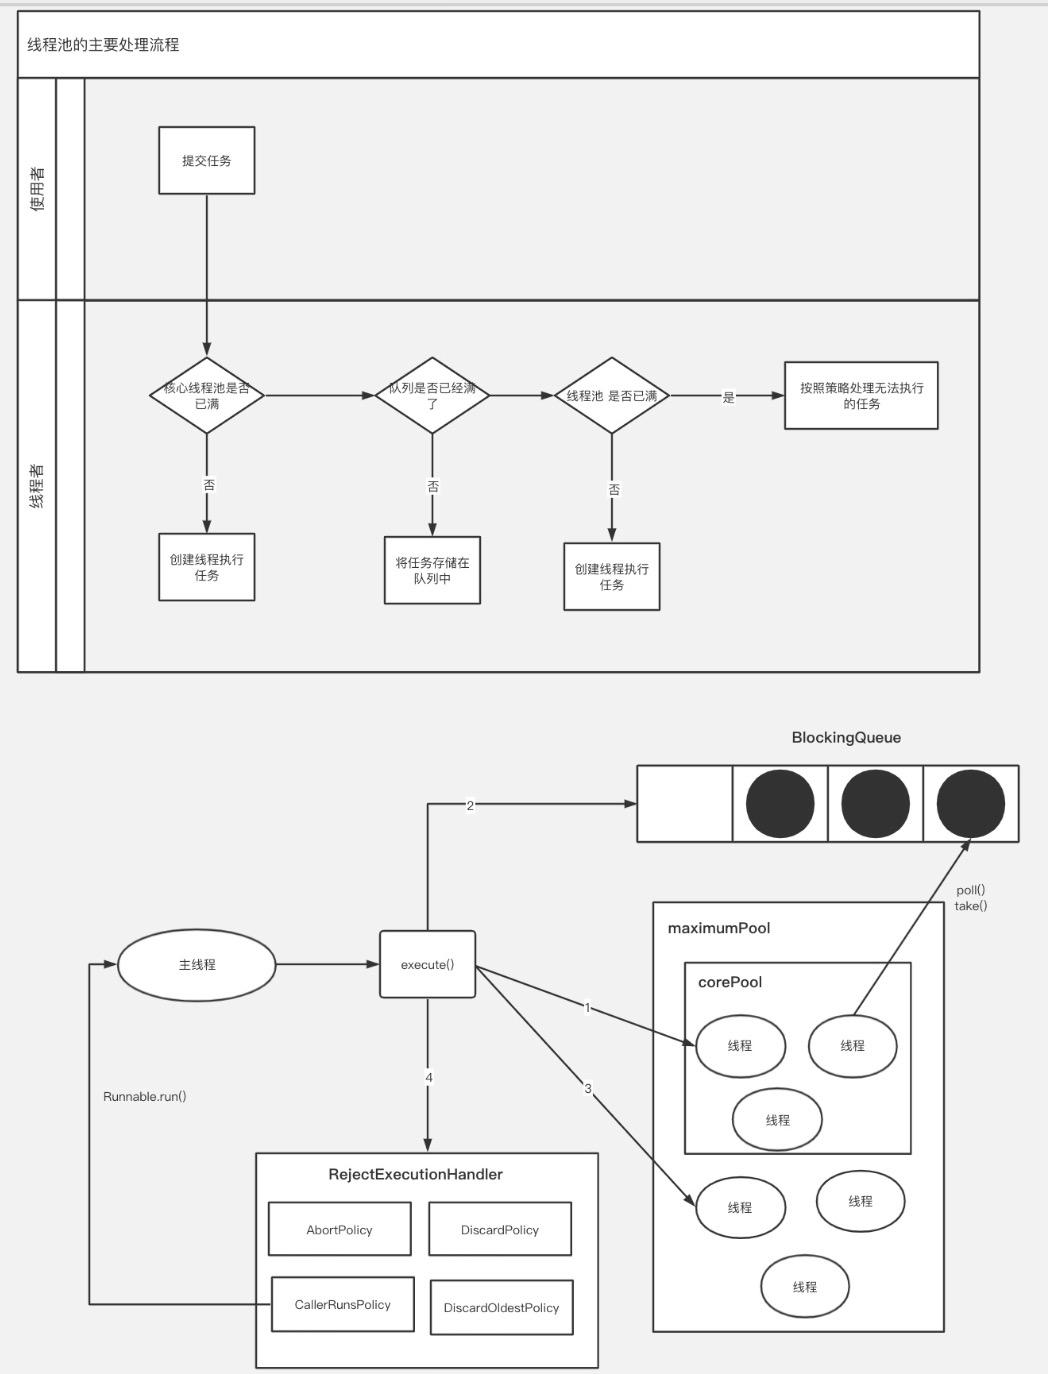 线程池的主要处理流程
使用者
提交任务
线程者
核心线程池是否
已满
队列是否已经满
了
线程池 是否已满
是
按照策略处理无法执行
的任务
否
否
否
创建线程执行
任务
将任务存储在
队列中
创建线程执行
任务
BlockingQueue
2
poll()
take()
maximumPool
主线程
execute()
corePool
1
线程
线程
4
3
Runnable.run()
线程
RejectExecutionHandler
线程
线程
AbortPolicy
DiscardPolicy
线程
CallerRunsPolicy
DiscardOldestPolicy